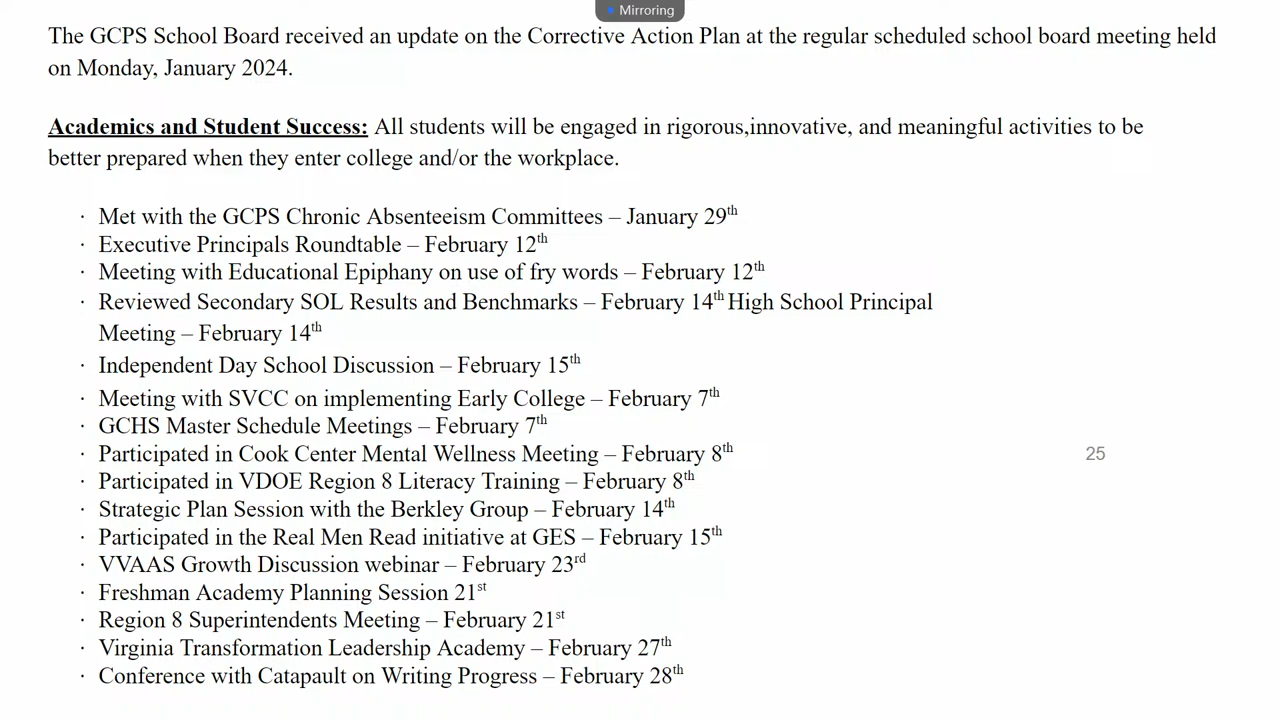 Mirroring
The GCPS School Board received an update on the Corrective Action Plan at the regular scheduled school board meeting held
on Monday, January 2024.
Academics and Student Success: All students will be engaged in rigorous,innovative, and meaningful activities to be
better prepared when they enter college and/or the workplace.
· Met with the GCPS Chronic Absenteeism Committees – January 29th
· Executive Principals Roundtable – February 12th
· Meeting with Educational Epiphany on use of fry words – February 12th
· Reviewed Secondary SOL Results and Benchmarks – February 14th High School Principal
Meeting – February 14th
· Independent Day School Discussion – February 15th
· Meeting with SVCC on implementing Early College – February 7th
· GCHS Master Schedule Meetings – February 7th
· Participated in Cook Center Mental Wellness Meeting – February 8th
25
· Participated in VDOE Region 8 Literacy Training – February 8th
· Strategic Plan Session with the Berkley Group – February 14th
· Participated in the Real Men Read initiative at GES – February 15th
· VVAAS Growth Discussion webinar – February 23rd
· Freshman Academy Planning Session 21st
· Region 8 Superintendents Meeting – February 21st
· Virginia Transformation Leadership Academy – February 27th
· Conference with Catapault on Writing Progress – February 28th